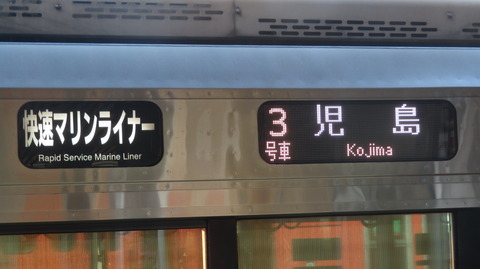 快速マリンライナー
Rapid Service Marine Liner
3 児島
号車 Kojima